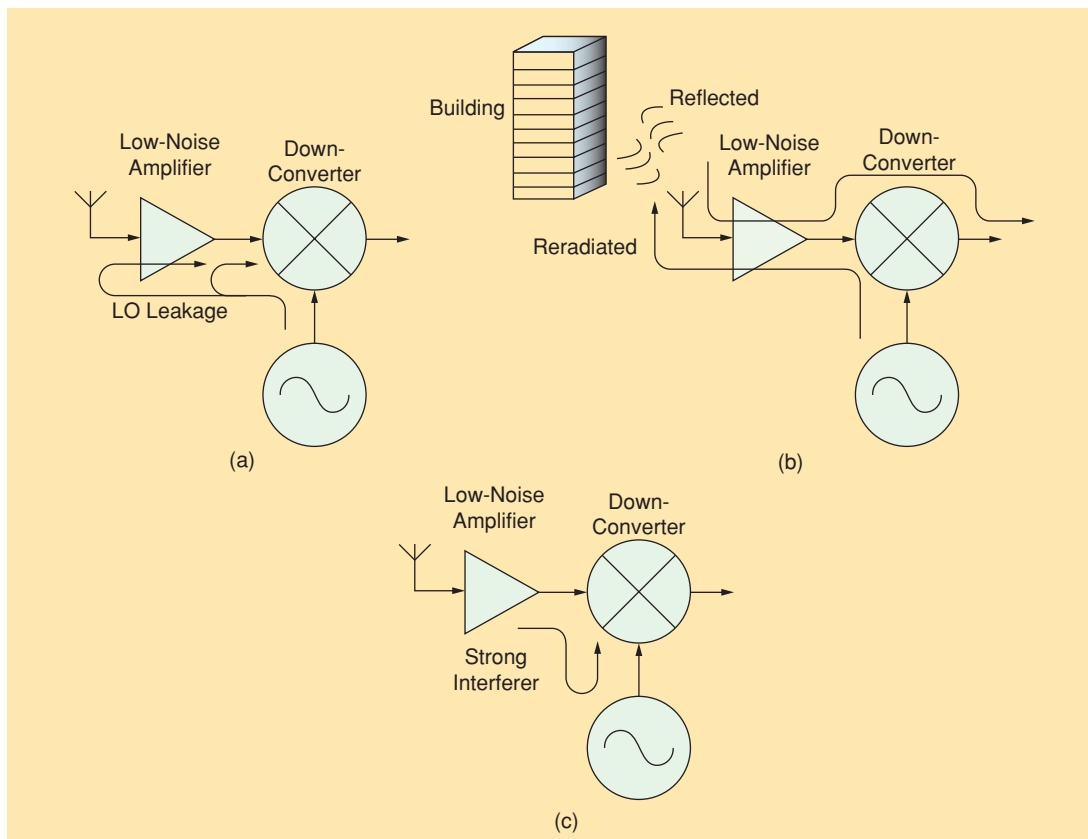 Low-Noise
Amplifier
Down-
Converter
LO Leakage
(a)
Building
Reflected
Low-Noise
Amplifier
Down-
Converter
Reradiated
(b)
Low-Noise
Amplifier
Down-
Converter
Strong
Interferer
(c)